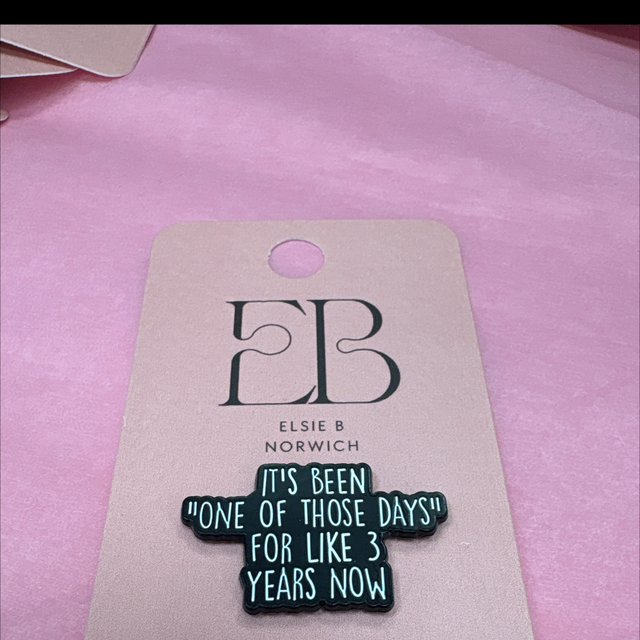 EB
ELSIE B
NORWICH
IT'S BEEN
"ONE OF THOSE DAYS"
FOR LIKE 3
YEARS NOW